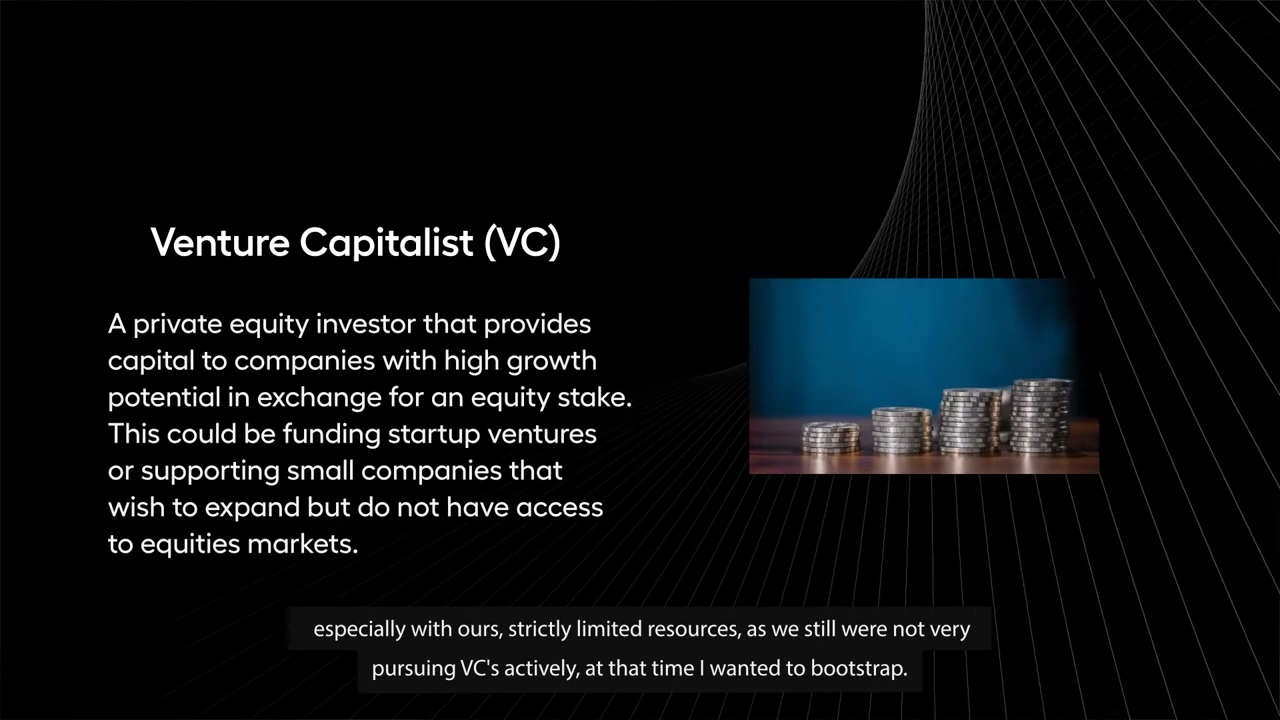 Venture Capitalist (VC)
A private equity investor that provides
capital to companies with high growth
potential in exchange for an equity stake.
This could be funding startup ventures
or supporting small companies that
wish to expand but do not have access
to equities markets.
especially with ours, strictly limited resources, as we still were not very
pursuing VC's actively, at that time I wanted to bootstrap.